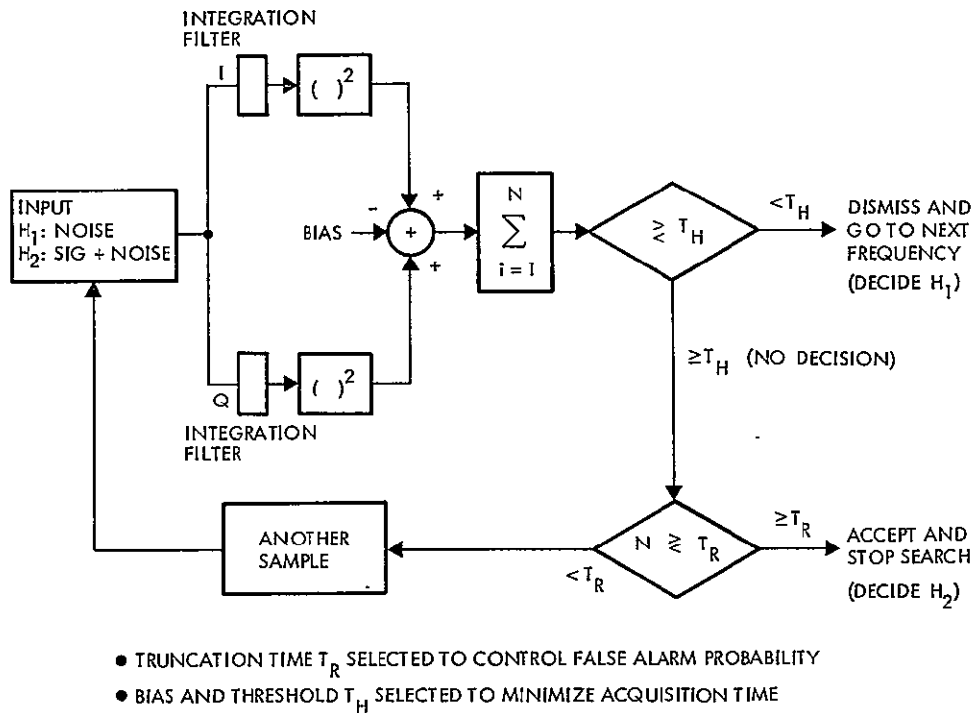 INTEGRATION
FILTER
I
( )²
INPUT
H₁: NOISE
H₂: SIG + NOISE
BIAS
-
+
+
+
N
∑
i = 1
≷ T_H
<T_H
DISMISS AND
GO TO NEXT
FREQUENCY
(DECIDE H₁)
≥T_H (NO DECISION)
Q
( )²
INTEGRATION
FILTER
ANOTHER
SAMPLE
<T_R
N ≷ T_R
≥T_R
ACCEPT AND
STOP SEARCH
(DECIDE H₂)
● TRUNCATION TIME T_R SELECTED TO CONTROL FALSE ALARM PROBABILITY
● BIAS AND THRESHOLD T_H SELECTED TO MINIMIZE ACQUISITION TIME